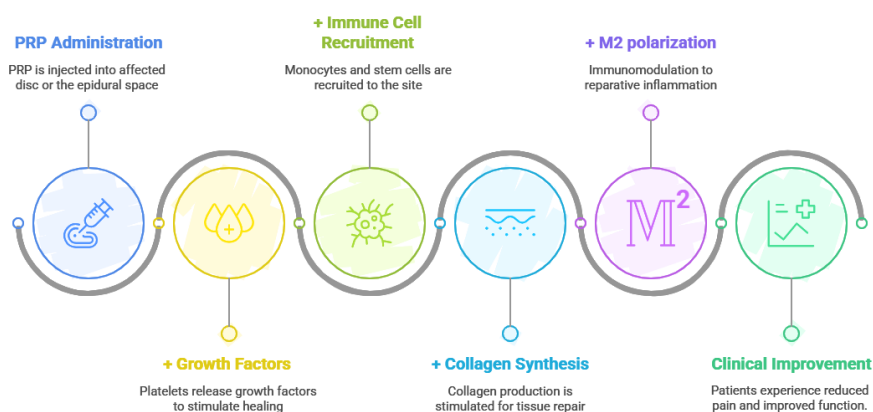 PRP Administration
PRP is injected into affected
disc or the epidural space
+ Growth Factors
Platelets release growth factors
to stimulate healing
+ Immune Cell
Recruitment
Monocytes and stem cells are
recruited to the site
+ Collagen Synthesis
Collagen production is
stimulated for tissue repair
+ M2 polarization
Immunomodulation to
reparative inflammation
M²
Clinical Improvement
Patients experience reduced
pain and improved function.